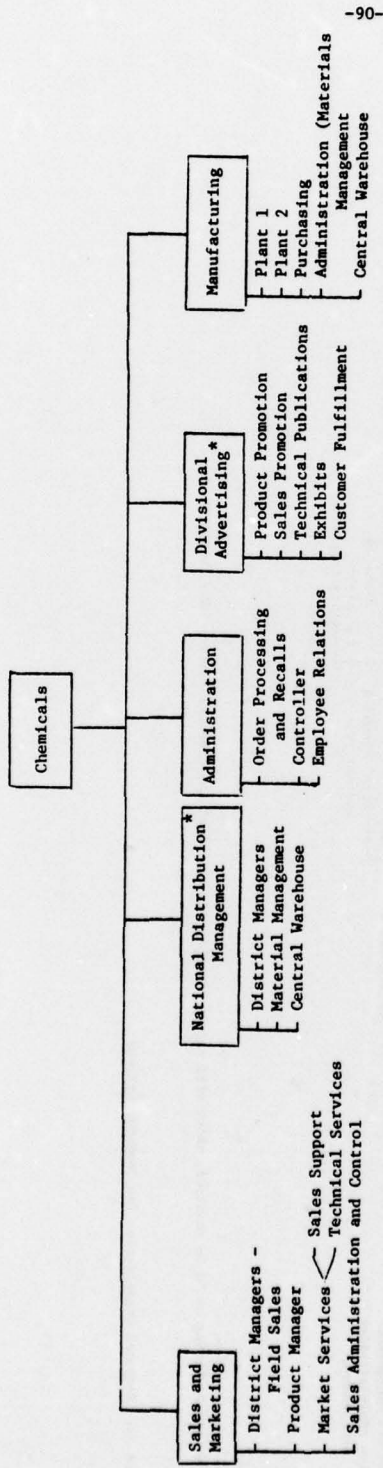 -90-
Chemicals
Sales and
Marketing
District Managers -
Field Sales
Product Manager
Market Services
Sales Support
Technical Services
Sales Administration and Control
National Distribution*
Management
District Managers
Material Management
Central Warehouse
Administration
Order Processing
and Recalls
Controller
Employee Relations
Divisional
Advertising*
Product Promotion
Sales Promotion
Technical Publications
Exhibits
Customer Fulfillment
Manufacturing
Plant 1
Plant 2
Purchasing
Administration (Materials
Management
Central Warehouse